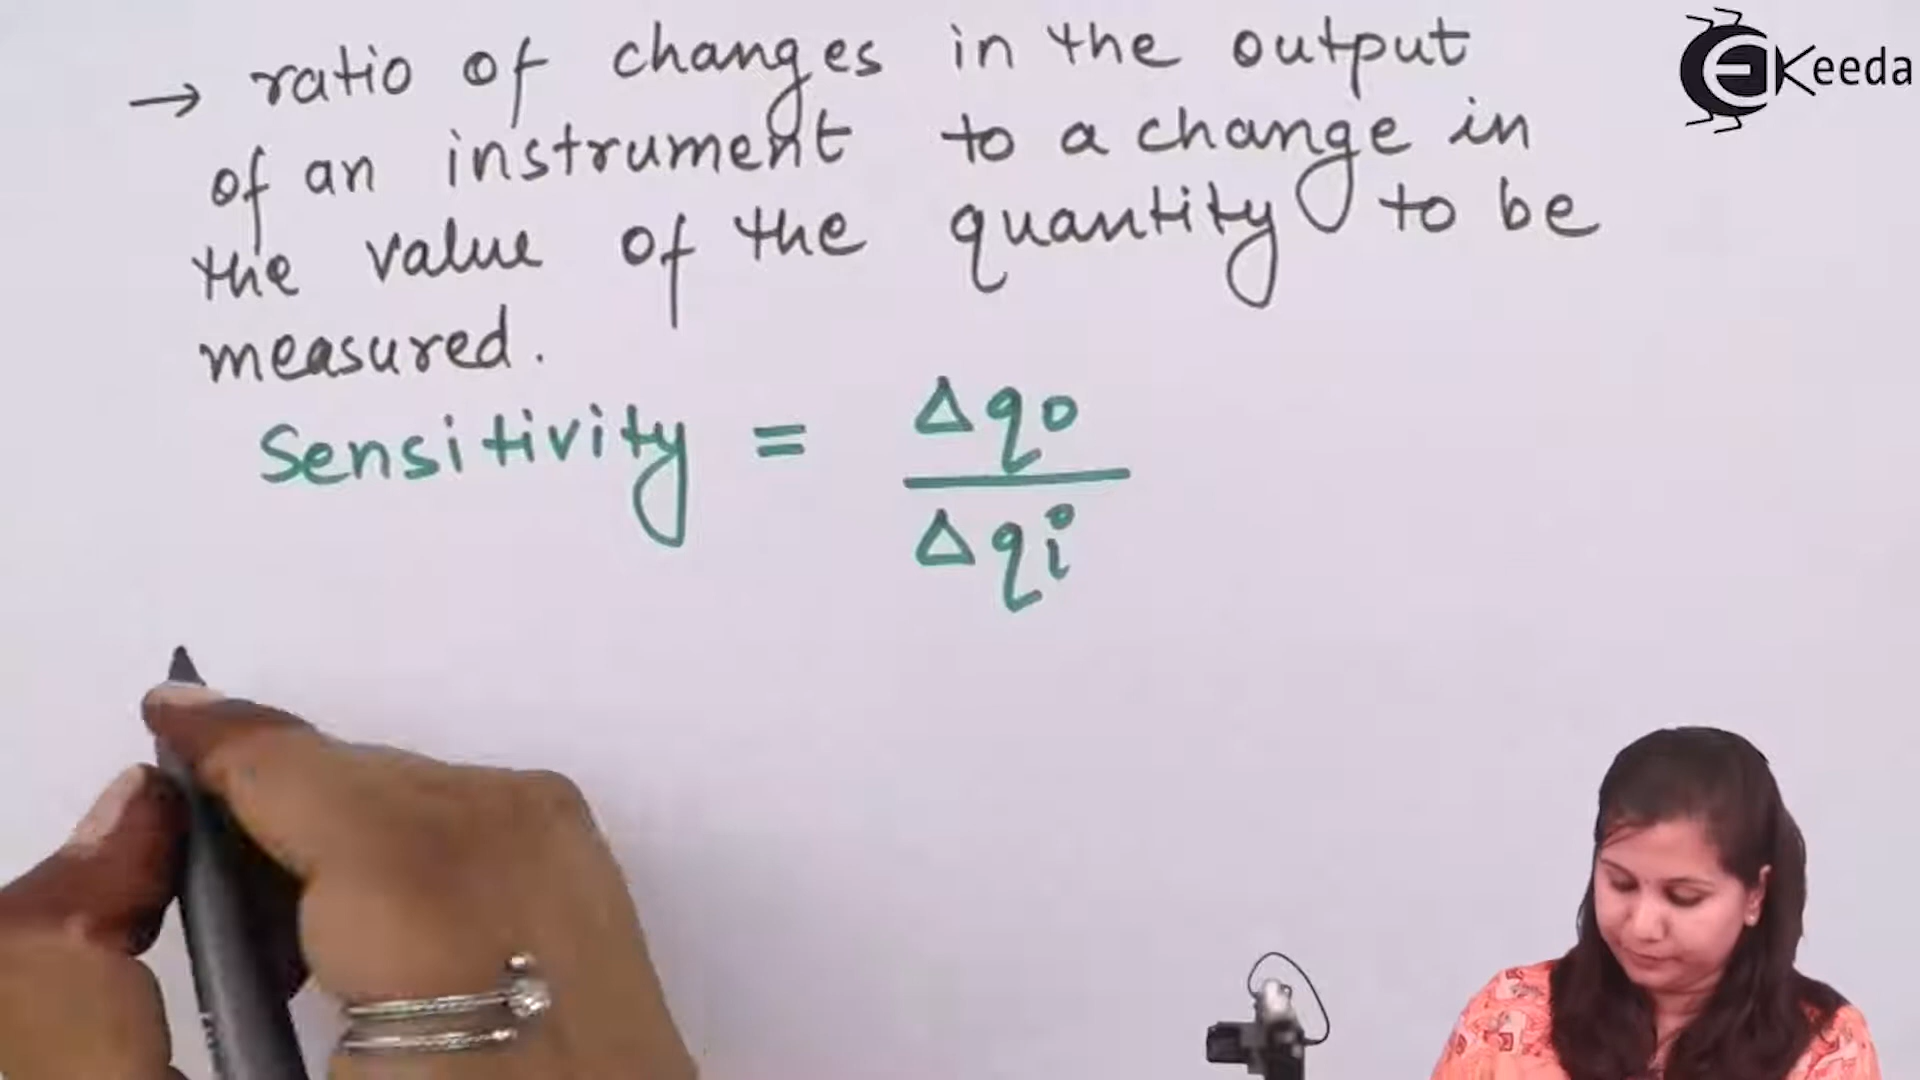 → ratio of changes in the output
of an instrument to a change in
the value of the quantity to be
measured.
Sensitivity = Δqo / Δqi
EKeeda